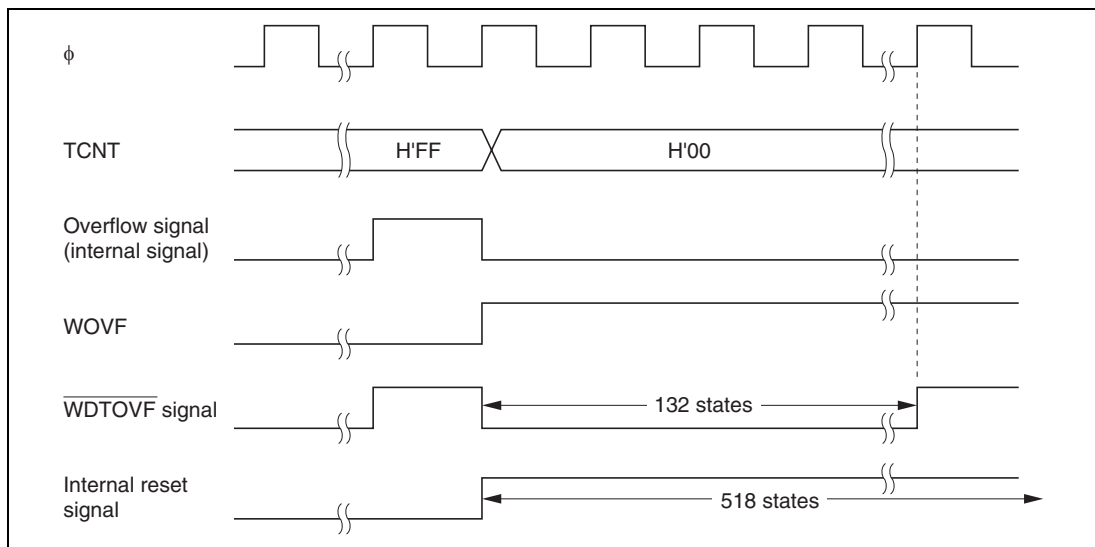 ϕ
TCNT
H'FF
H'00
Overflow signal
(internal signal)
WOVF
WDTOVF signal
132 states
Internal reset
signal
518 states